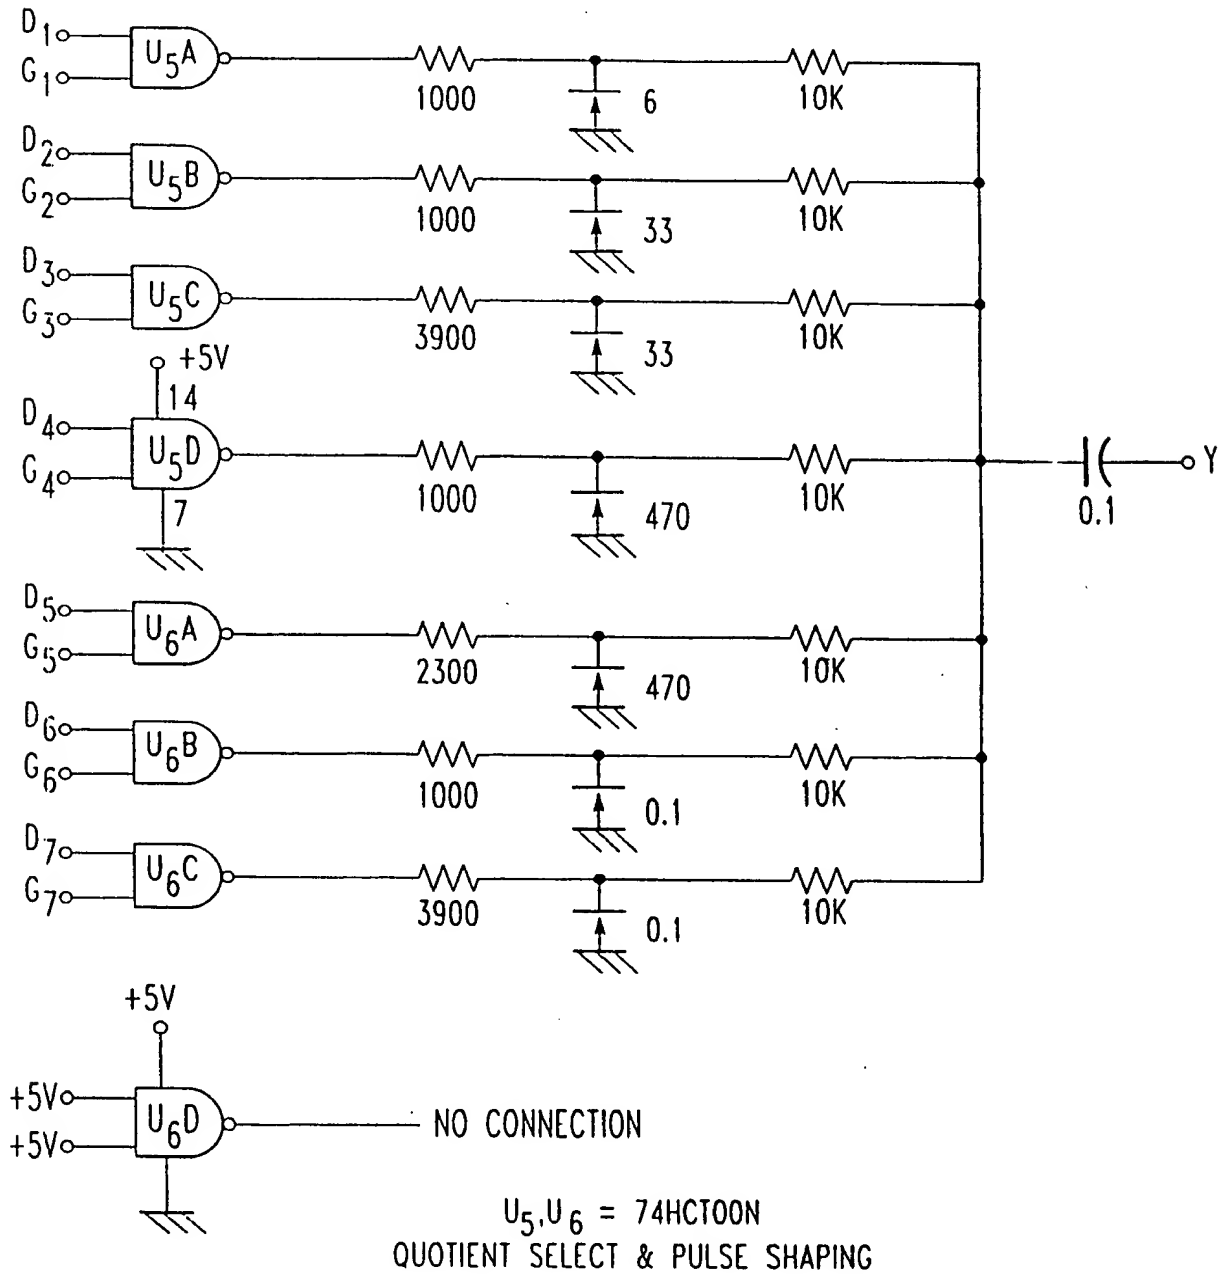 D1
G1
U5A
1000
6
10K
D2
G2
U5B
1000
33
10K
D3
G3
U5C
3900
33
10K
+5V
14
D4
G4
U5D
7
1000
470
10K
0.1
Y
D5
G5
U6A
2300
470
10K
D6
G6
U6B
1000
0.1
10K
D7
G7
U6C
3900
0.1
10K
+5V
+5V
+5V
U6D
NO CONNECTION
U5,U6 = 74HCTOON
QUOTIENT SELECT & PULSE SHAPING